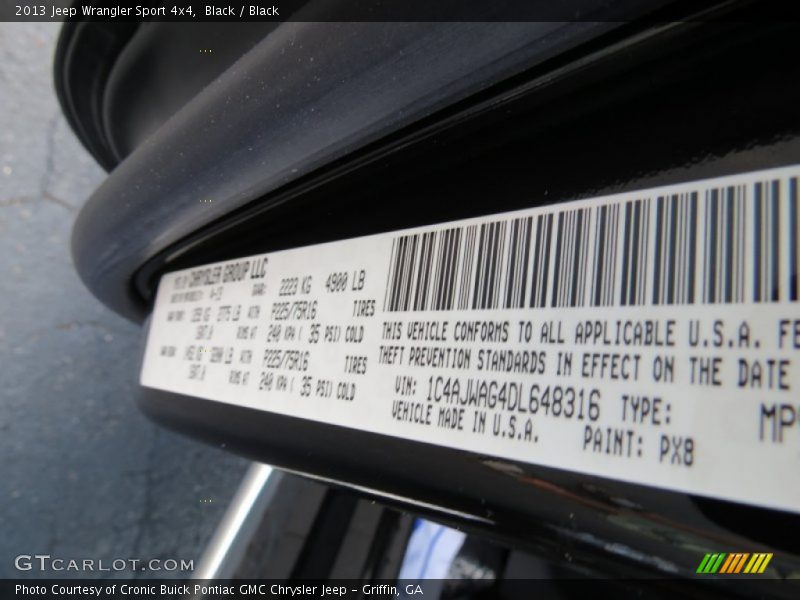 2013 Jeep Wrangler Sport 4x4, Black / Black
CHRYSLER GROUP LLC
2223 KG 4900 LB
P225/75R16 TIRES
240 KPA ( 35 PSI) COLD
P225/75R16 TIRES
240 KPA ( 35 PSI) COLD
THIS VEHICLE CONFORMS TO ALL APPLICABLE U.S.A. FE
THEFT PREVENTION STANDARDS IN EFFECT ON THE DATE
VIN: 1C4AJWAG4DL648316 TYPE: MP
VEHICLE MADE IN U.S.A. PAINT: PX8
GTCARLOT.COM
Photo Courtesy of Cronic Buick Pontiac GMC Chrysler Jeep - Griffin, GA